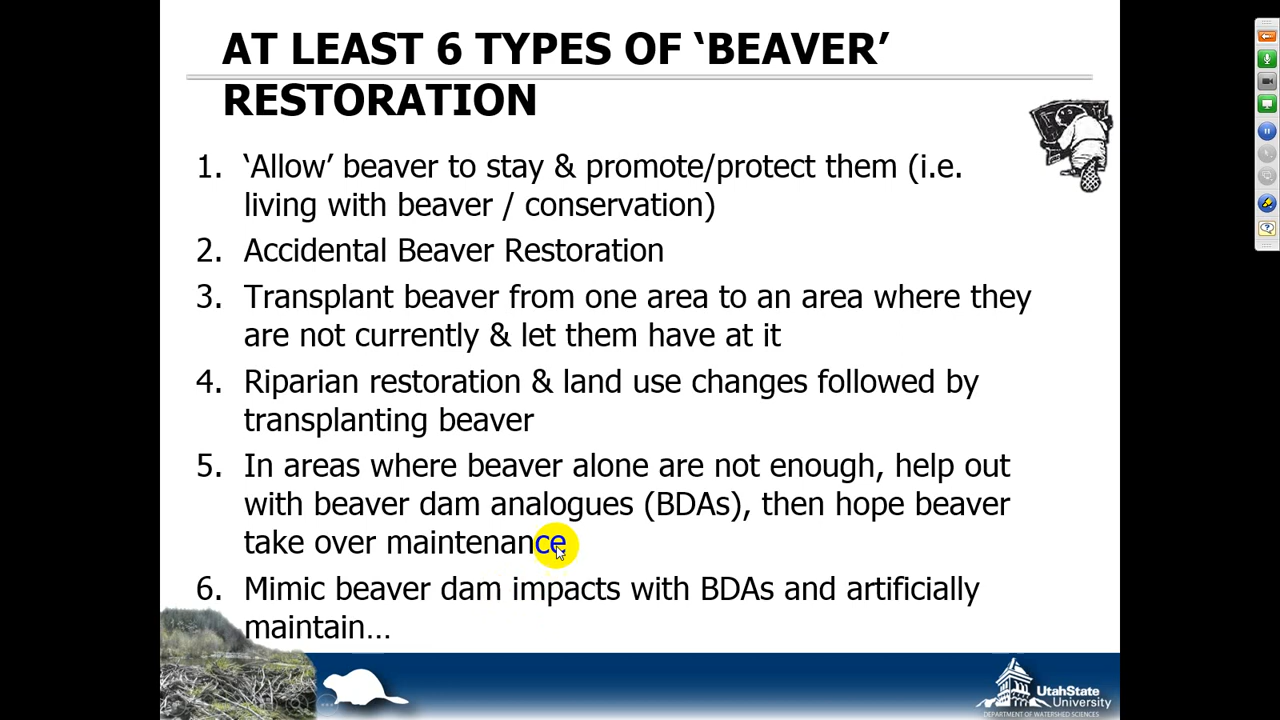 AT LEAST 6 TYPES OF ‘BEAVER’
RESTORATION
1. ‘Allow’ beaver to stay & promote/protect them (i.e.
living with beaver / conservation)
2. Accidental Beaver Restoration
3. Transplant beaver from one area to an area where they
are not currently & let them have at it
4. Riparian restoration & land use changes followed by
transplanting beaver
5. In areas where beaver alone are not enough, help out
with beaver dam analogues (BDAs), then hope beaver
take over maintenance
6. Mimic beaver dam impacts with BDAs and artificially
maintain…
UtahState
University
DEPARTMENT OF WATERSHED SCIENCES